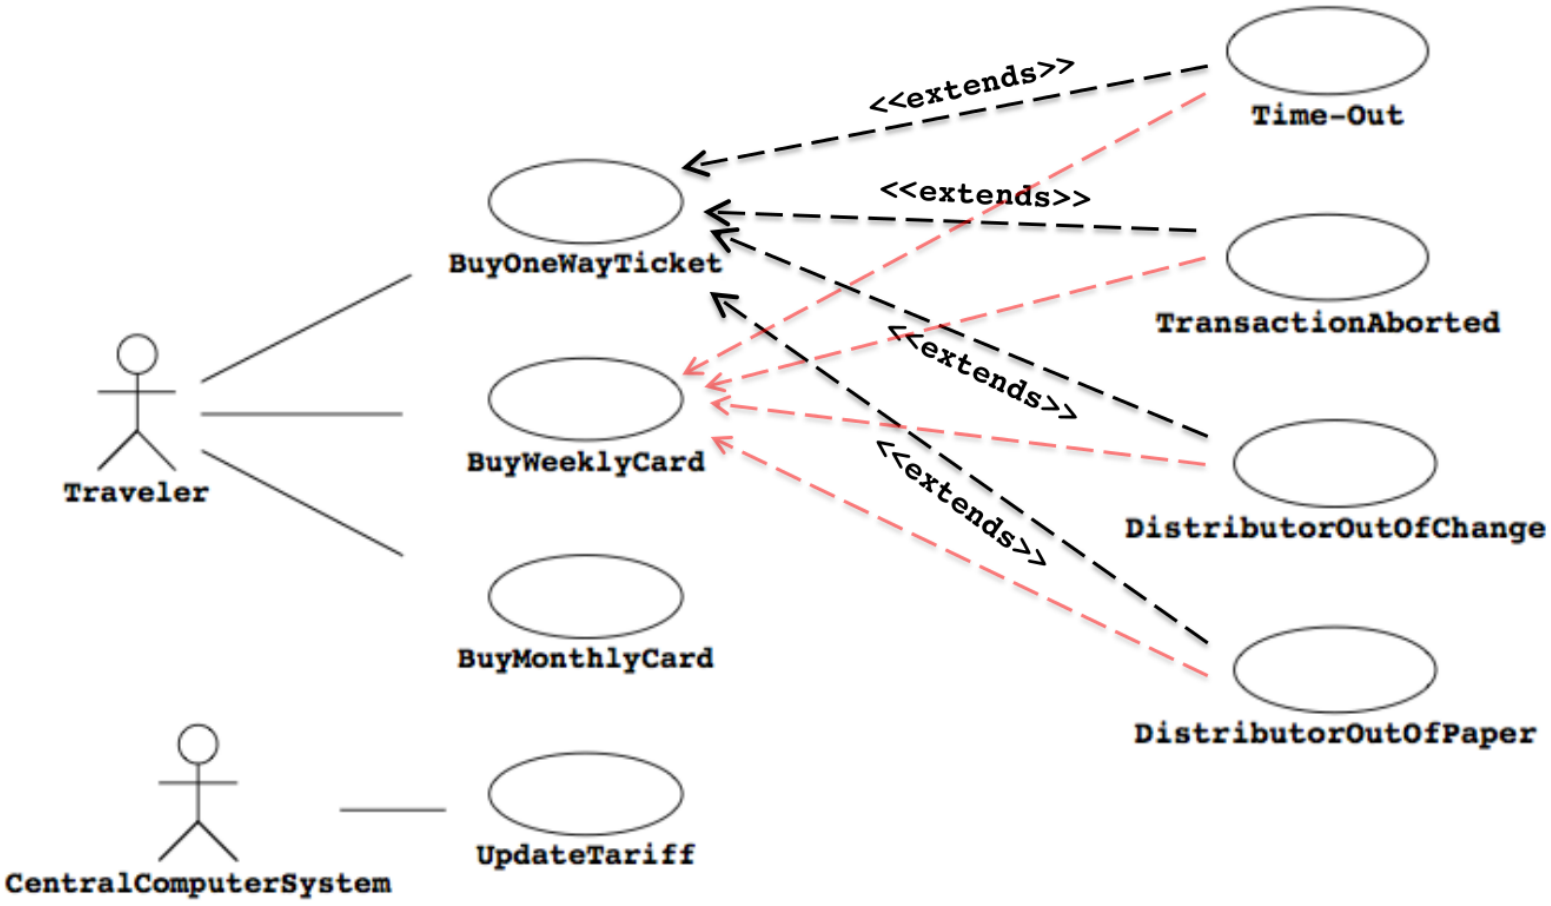 <<extends>>
Time-Out
<<extends>>
BuyOneWayTicket
TransactionAborted
<<extends>>
BuyWeeklyCard
Traveler
<<extends>>
DistributorOutOfChange
BuyMonthlyCard
DistributorOutOfPaper
UpdateTariff
CentralComputerSystem